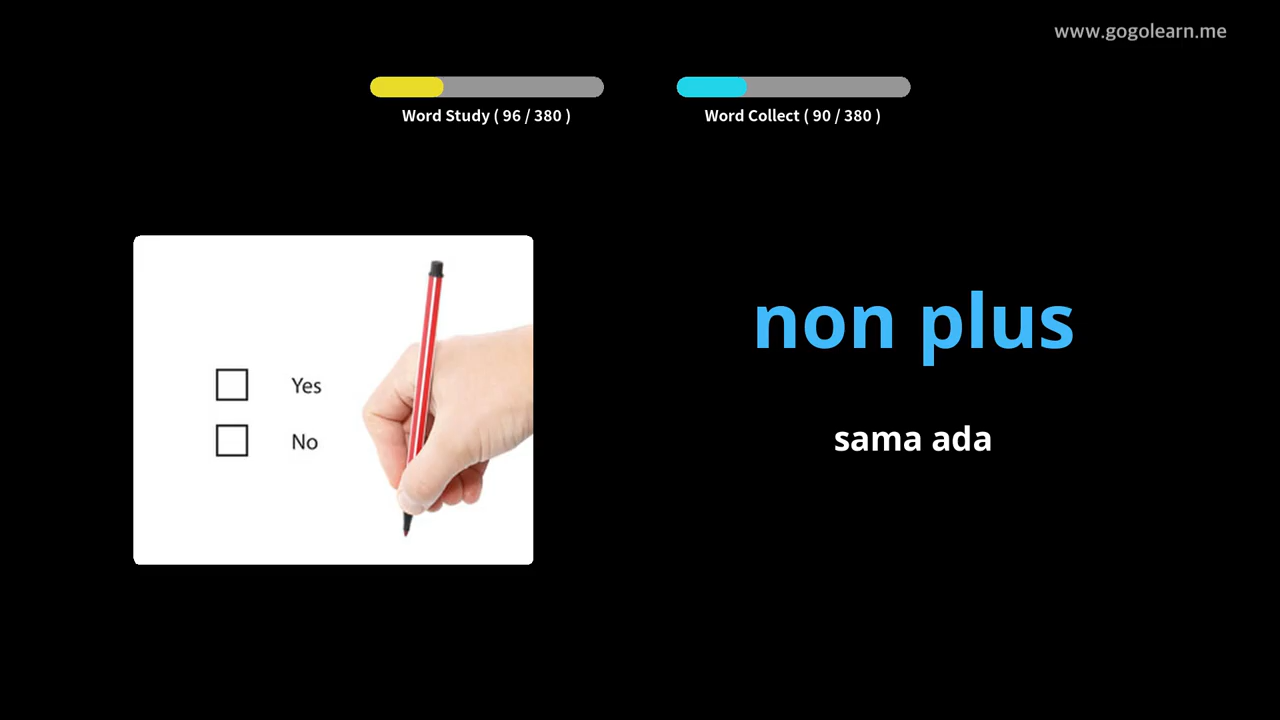 www.gogolearn.me
Word Study ( 96 / 380 )
Word Collect ( 90 / 380 )
Yes
No
non plus
sama ada